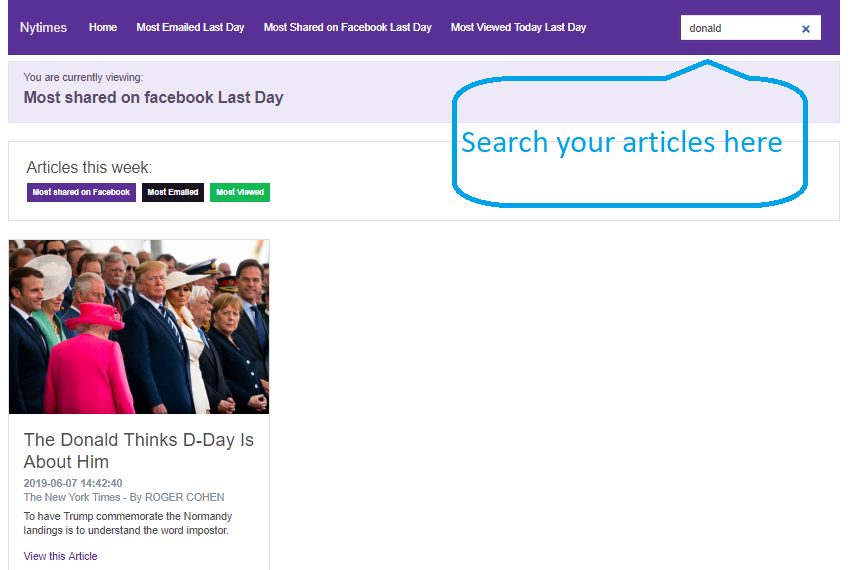 Nytimes Home Most Emailed Last Day Most Shared on Facebook Last Day Most Viewed Today Last Day donald ×
You are currently viewing:
Most shared on facebook Last Day
Search your articles here
Articles this week:
Most shared on Facebook Most Emailed Most Viewed
The Donald Thinks D-Day Is
About Him
2019-06-07 14:42:40
The New York Times - By ROGER COHEN
To have Trump commemorate the Normandy
landings is to understand the word impostor.
View this Article